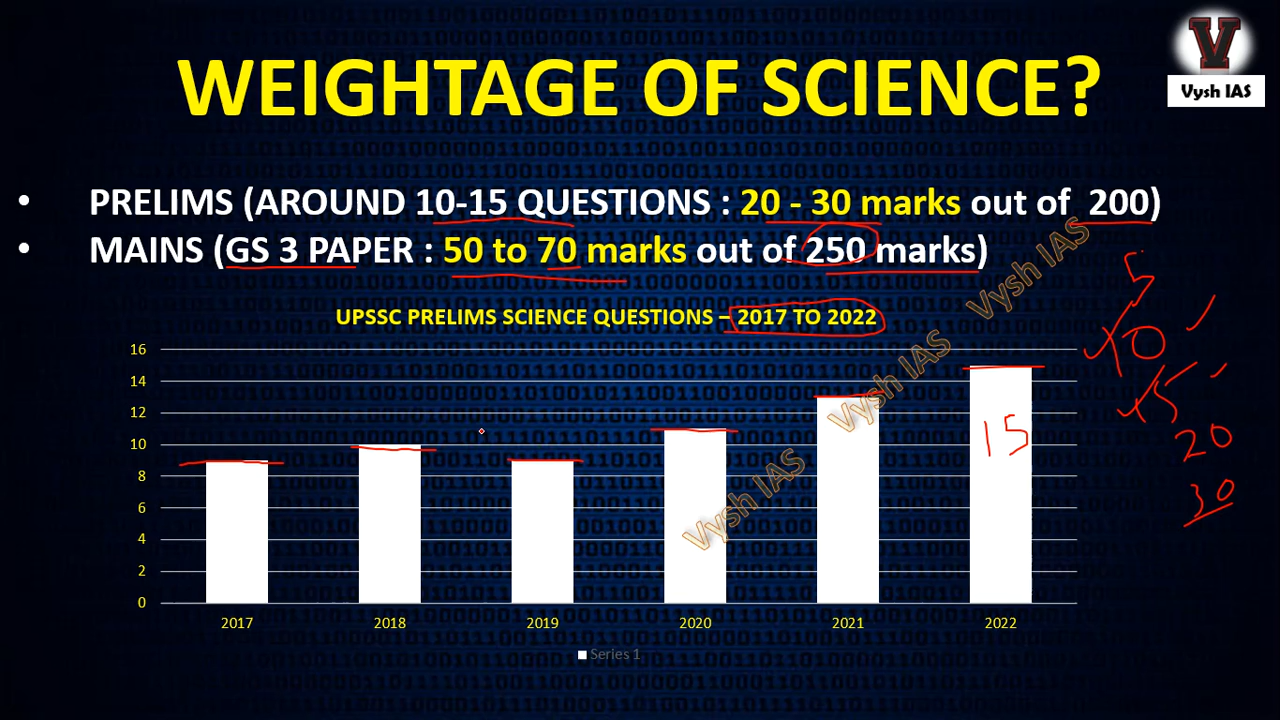 WEIGHTAGE OF SCIENCE?
V
Vysh IAS
• PRELIMS (AROUND 10-15 QUESTIONS : 20 - 30 marks out of 200)
• MAINS (GS 3 PAPER : 50 to 70 marks out of 250 marks)
UPSSC PRELIMS SCIENCE QUESTIONS – 2017 TO 2022
16
14
12
10
8
6
4
2
0
2017 2018 2019 2020 2021 2022
Series 1
Vysh IAS
Vysh IAS
Vysh IAS
15
5
10
15
20
30